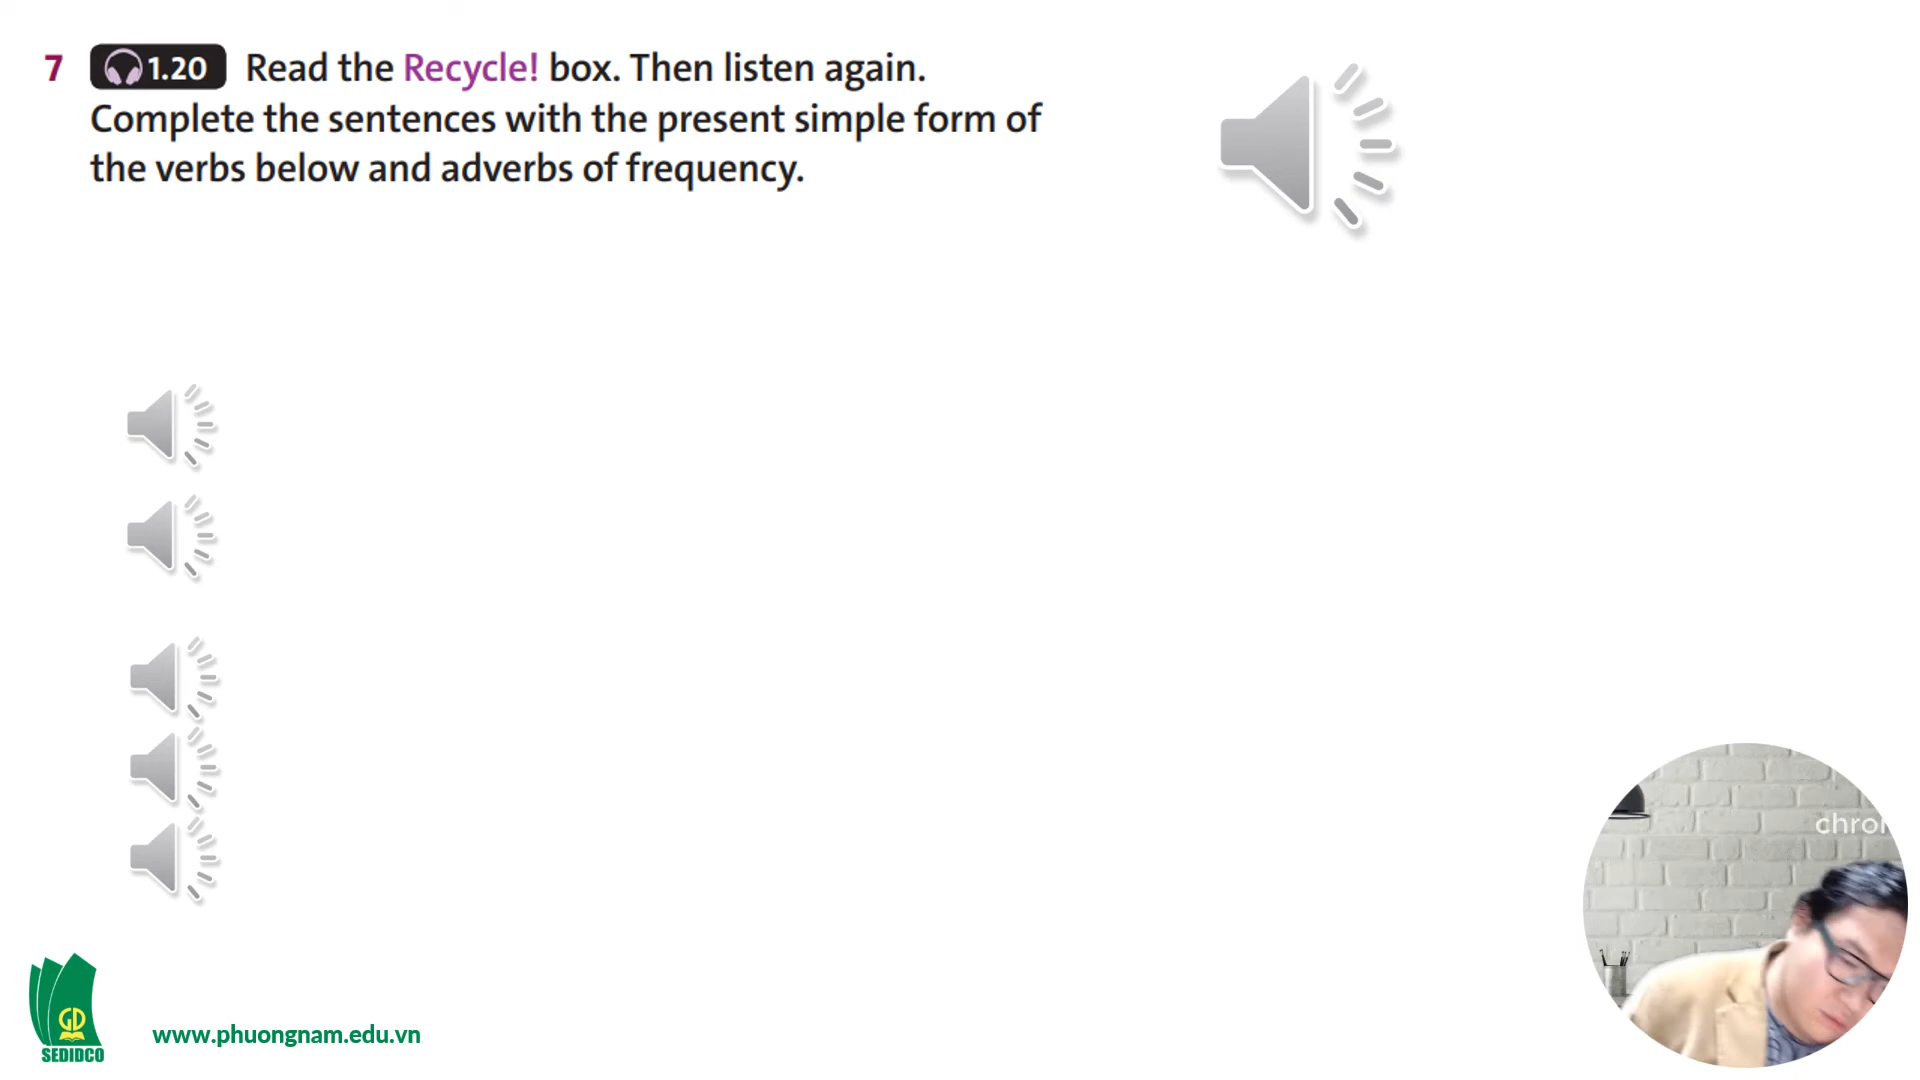 7 1.20 Read the Recycle! box. Then listen again.
Complete the sentences with the present simple form of
the verbs below and adverbs of frequency.
chro
GD
SEDIDCO
www.phuongnam.edu.vn